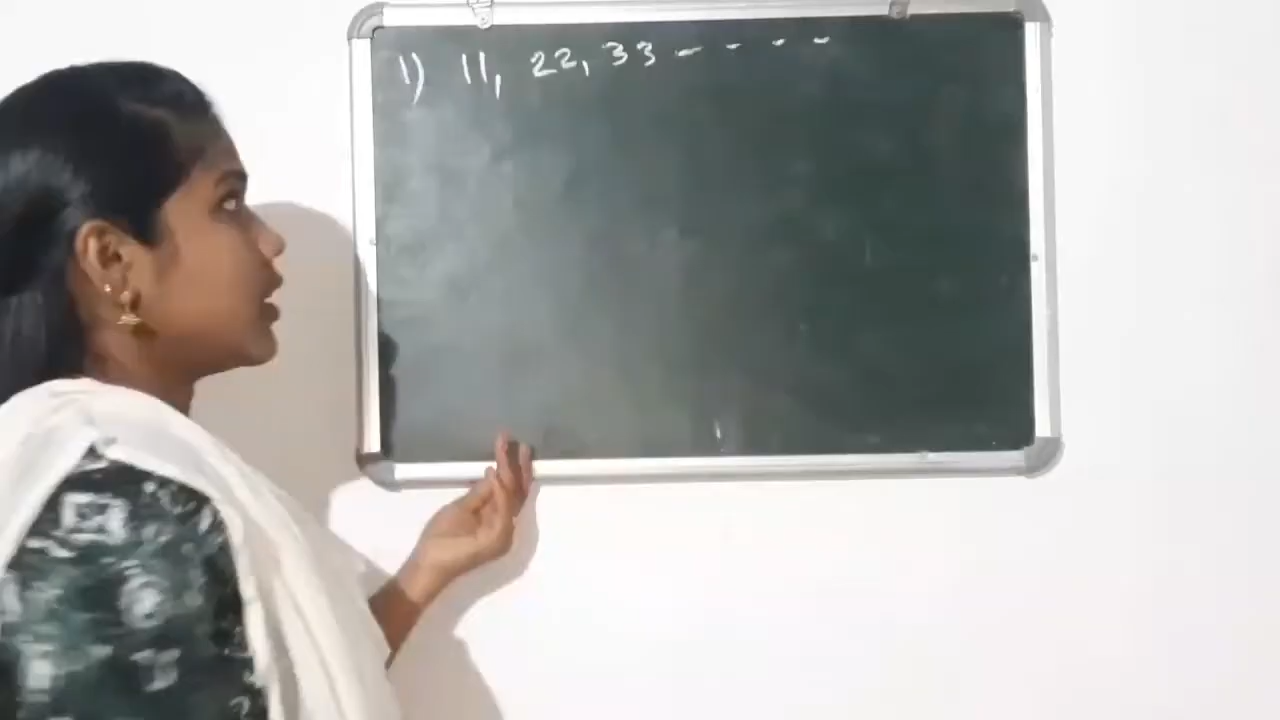 1) 11, 22, 33 - - - -